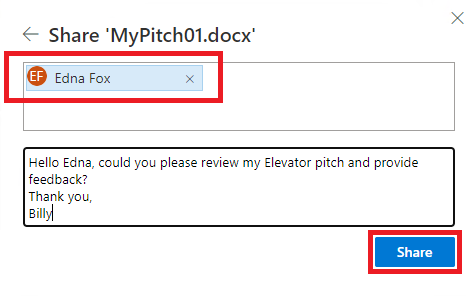 Share 'MyPitch01.docx'
EF Edna Fox
Hello Edna, could you please review my Elevator pitch and provide
feedback?
Thank you,
Billy
Share